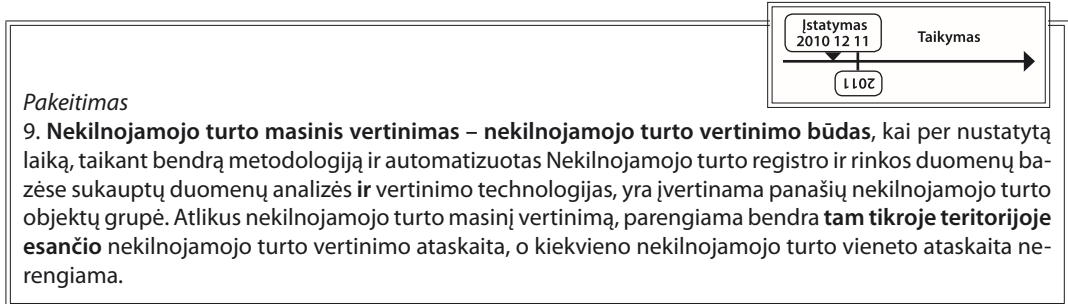 Įstatymas
2010 12 11
Taikymas
2011
Pakeitimas
9. Nekilnojamojo turto masinis vertinimas – nekilnojamojo turto vertinimo būdas, kai per nustatytą
laiką, taikant bendrą metodologiją ir automatizuotas Nekilnojamojo turto registro ir rinkos duomenų ba-
zėse sukauptų duomenų analizės ir vertinimo technologijas, yra įvertinama panašių nekilnojamojo turto
objektų grupė. Atlikus nekilnojamojo turto masinį vertinimą, parengiama bendra tam tikroje teritorijoje
esančio nekilnojamojo turto vertinimo ataskaita, o kiekvieno nekilnojamojo turto vieneto ataskaita ne-
rengiama.